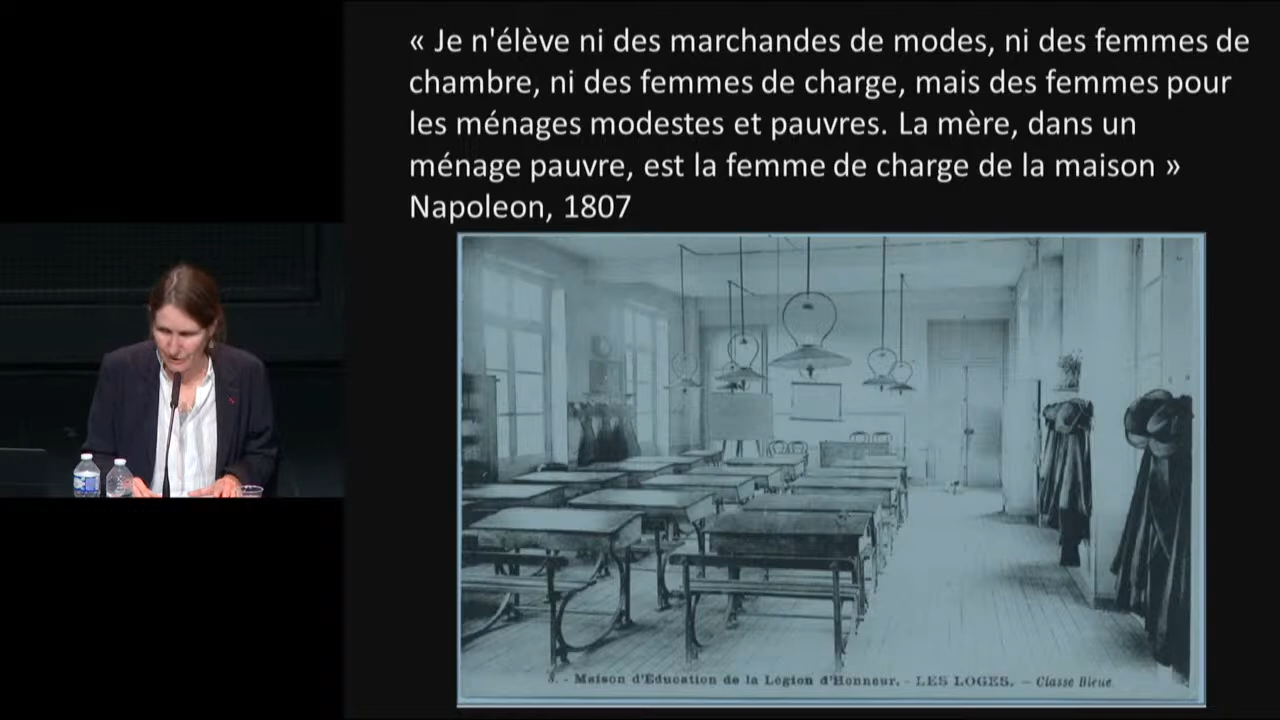 « Je n'élève ni des marchandes de modes, ni des femmes de
chambre, ni des femmes de charge, mais des femmes pour
les ménages modestes et pauvres. La mère, dans un
ménage pauvre, est la femme de charge de la maison »
Napoleon, 1807
8. - Maison d'Éducation de la Légion d'Honneur. - LES LOGES. - Classe Bleue.